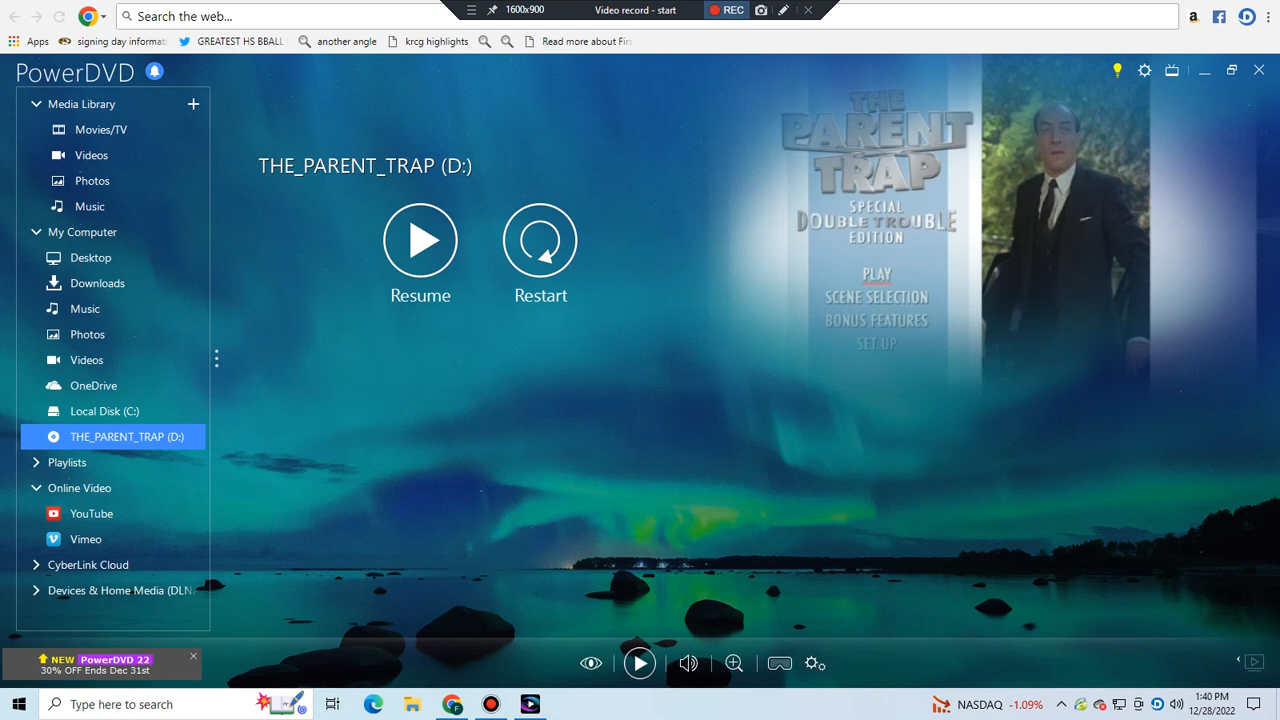 Search the web...
1600x900
Video record - start
REC
Apps
signing day informat
GREATEST HS BBALL
another angle
krcg highlights
Read more about Firs
PowerDVD
Media Library
Movies/TV
Videos
Photos
Music
My Computer
Desktop
Downloads
Music
Photos
Videos
OneDrive
Local Disk (C:)
THE_PARENT_TRAP (D:)
Playlists
Online Video
YouTube
Vimeo
CyberLink Cloud
Devices & Home Media (DLNA
THE_PARENT_TRAP (D:)
Resume
Restart
THE
PARENT
TRAP
SPECIAL
DOUBLE TROUBLE
EDITION
PLAY
SCENE SELECTION
BONUS FEATURES
SET UP
NEW PowerDVD 22
30% OFF Ends Dec 31st
Type here to search
NASDAQ -1.09%
1:40 PM
12/28/2022